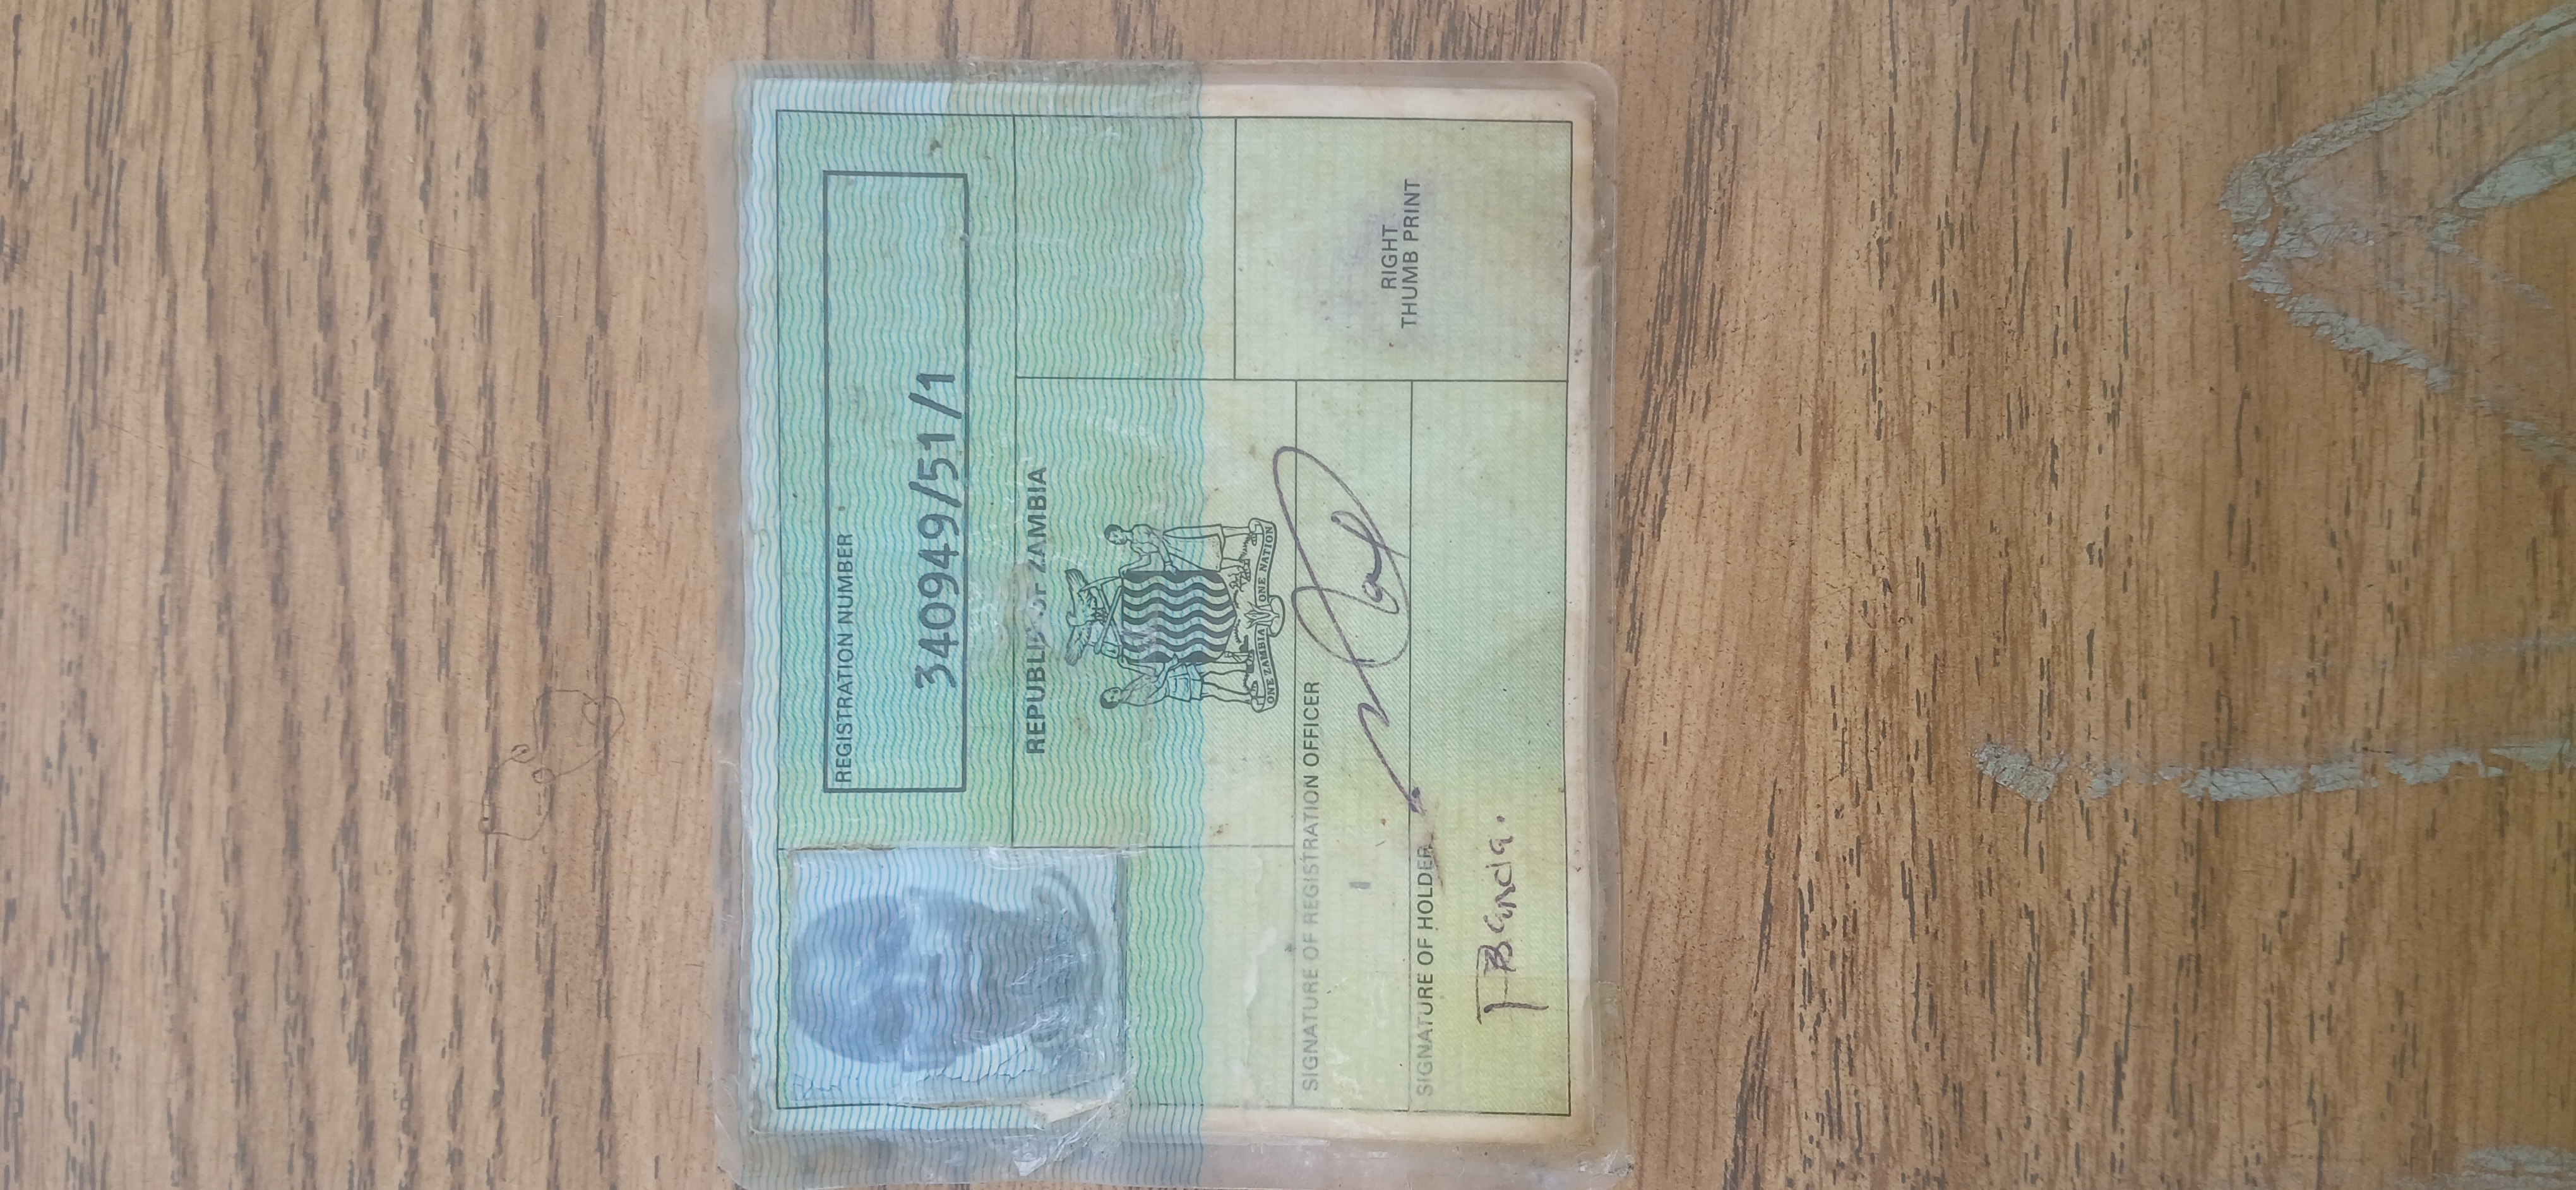 REGISTRATION NUMBER
340949/51/1
REPUBLIC OF ZAMBIA
ONE ZAMBIA ONE NATION
SIGNATURE OF REGISTRATION OFFICER
SIGNATURE OF HOLDER
TBanda.
RIGHT
THUMB PRINT